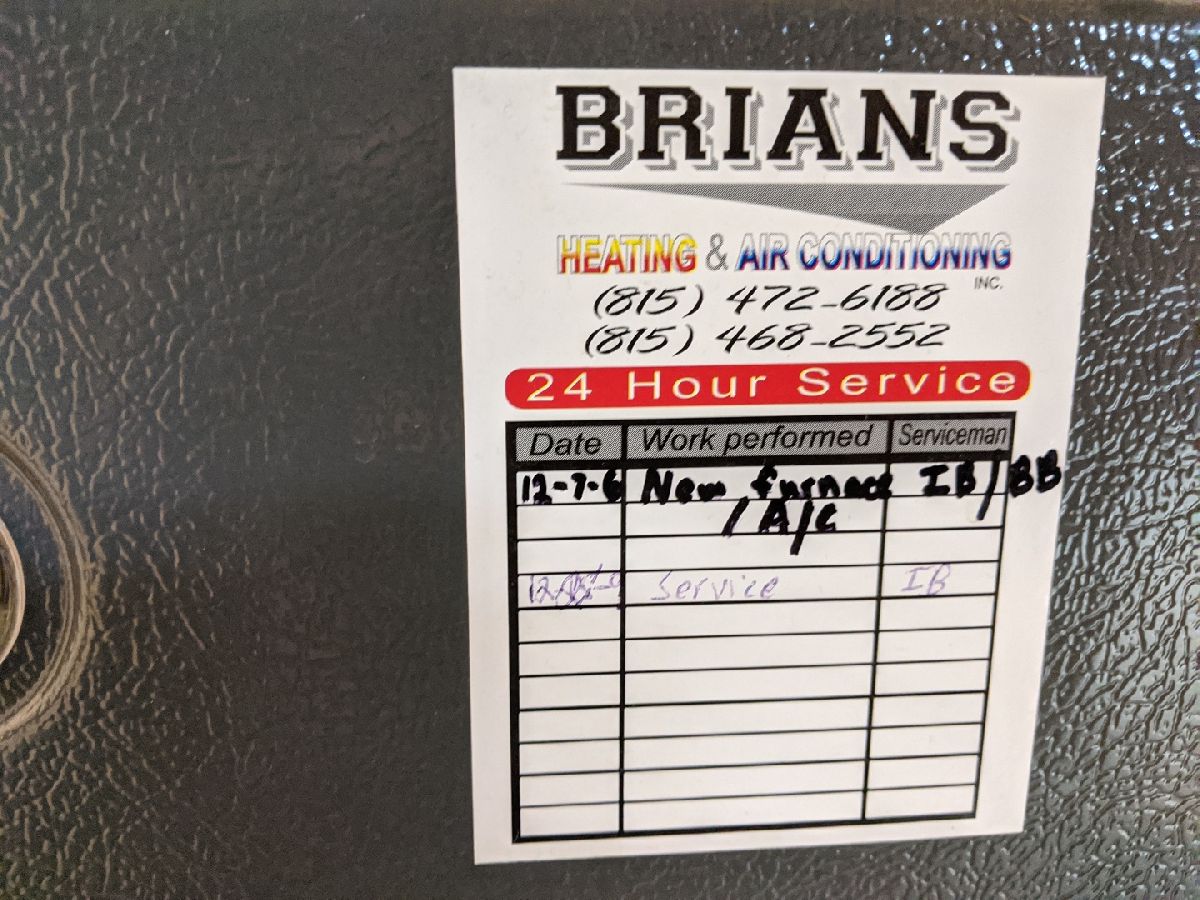 BRIANS
HEATING & AIR CONDITIONING
INC.
(815) 472-6188
(815) 468-2552
24 Hour Service
Date Work performed Serviceman
12-7-6 New furnace IB/BB
/ A/C
Service IB